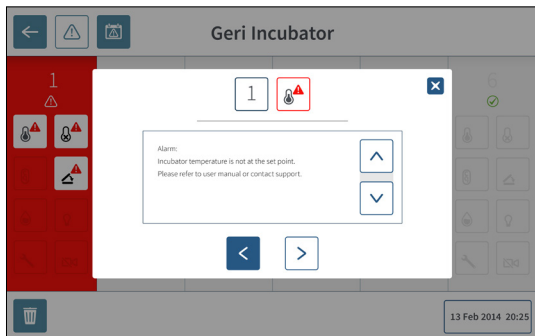 Geri Incubator
1
6
1
Alarm:
Incubator temperature is not at the set point.
Please refer to user manual or contact support.
13 Feb 2014 20:25